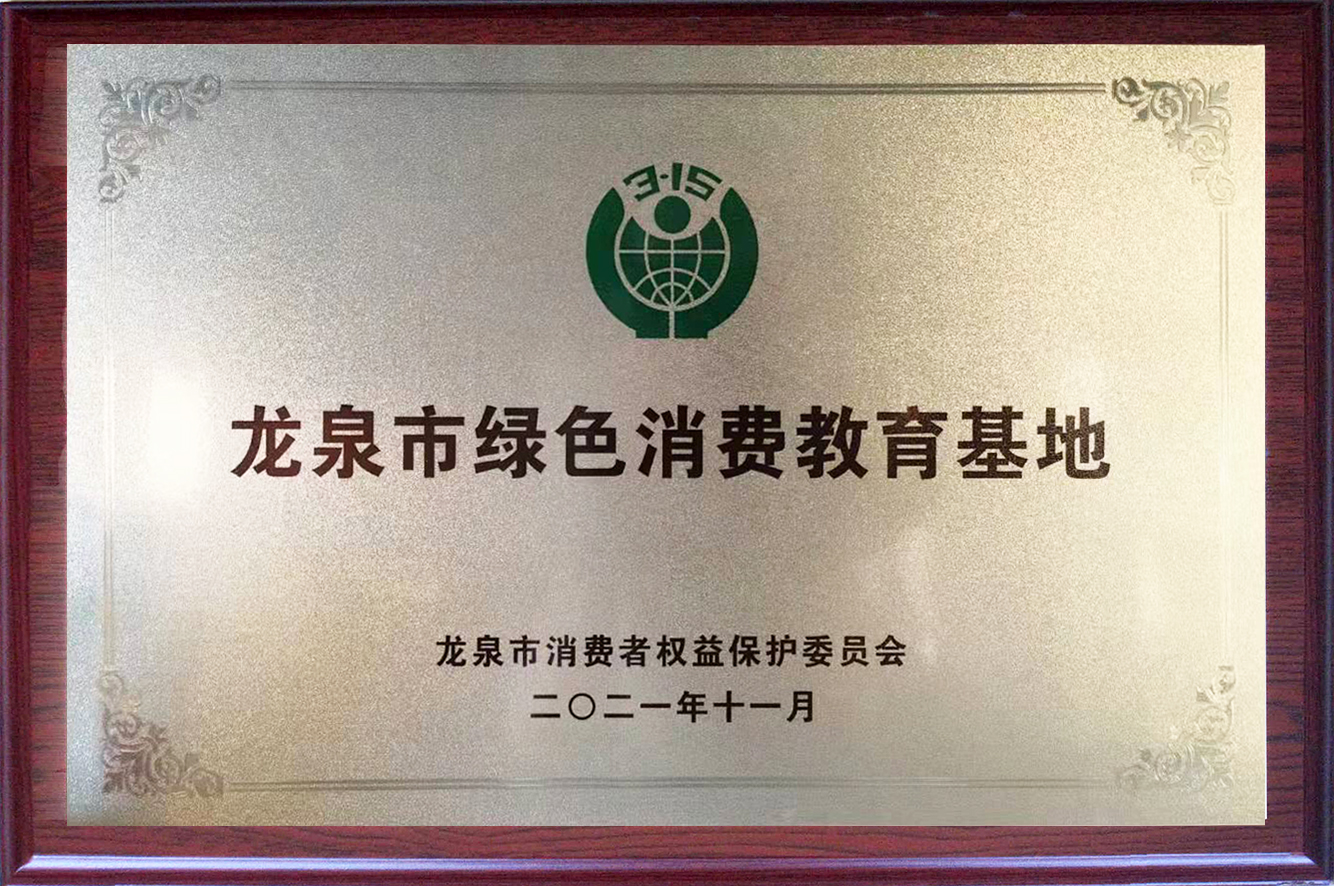 3·15
龙泉市绿色消费教育基地
龙泉市消费者权益保护委员会
二〇二一年十一月